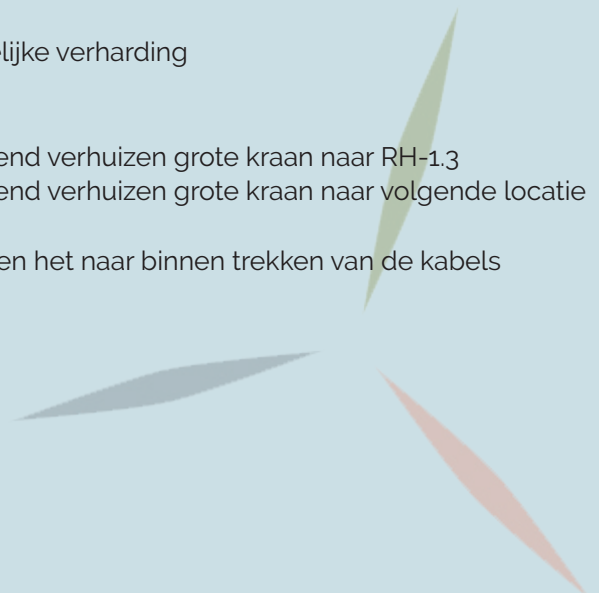 elijke verharding
end verhuizen grote kraan naar RH-1.3
end verhuizen grote kraan naar volgende locatie
en het naar binnen trekken van de kabels